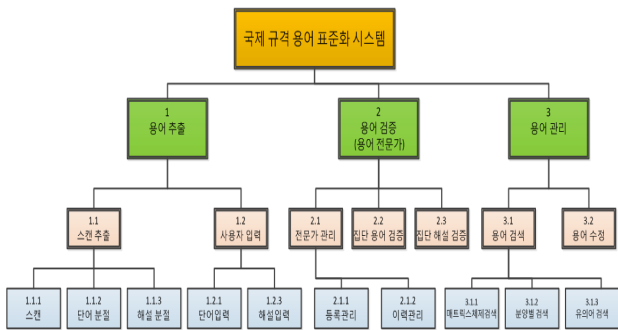 국제 규격 용어 표준화 시스템
1
용어 추출
2
용어 검증
(용어 전문가)
3
용어 관리
1.1
스캔 추출
1.2
사용자 입력
2.1
전문가 관리
2.2
집단 용어 검증
2.3
집단 해설 검증
3.1
용어 검색
3.2
용어 수정
1.1.1
스캔
1.1.2
단어 분절
1.1.3
해설 분절
1.2.1
단어입력
1.2.3
해설입력
2.1.1
등록관리
2.1.2
이력관리
3.1.1
매트릭스체제검색
3.1.2
분양별 검색
3.1.3
유의어 검색